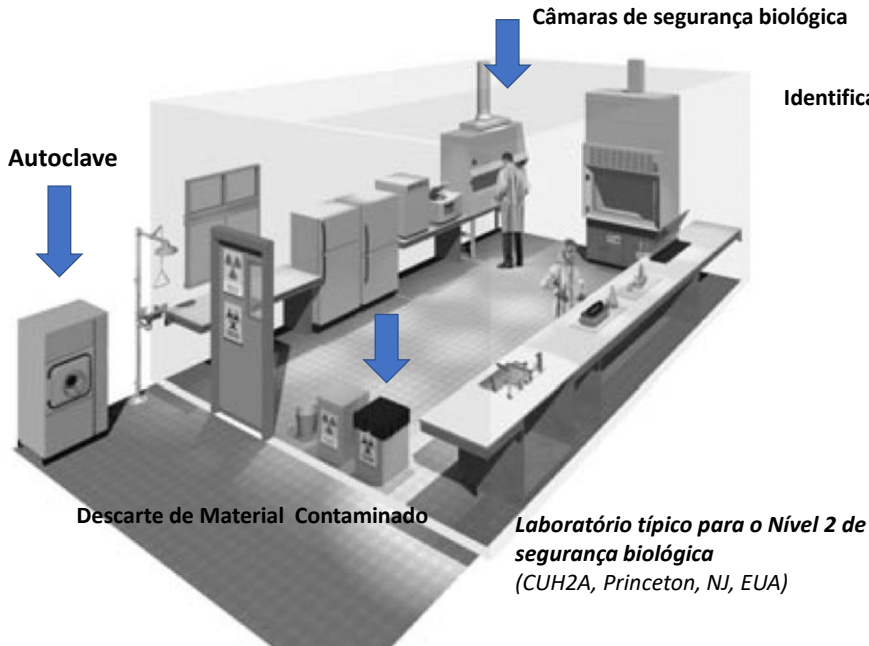 Câmaras de segurança biológica
Autoclave
Descarte de Material Contaminado
Laboratório típico para o Nível 2 de
segurança biológica
(CUH2A, Princeton, NJ, EUA)